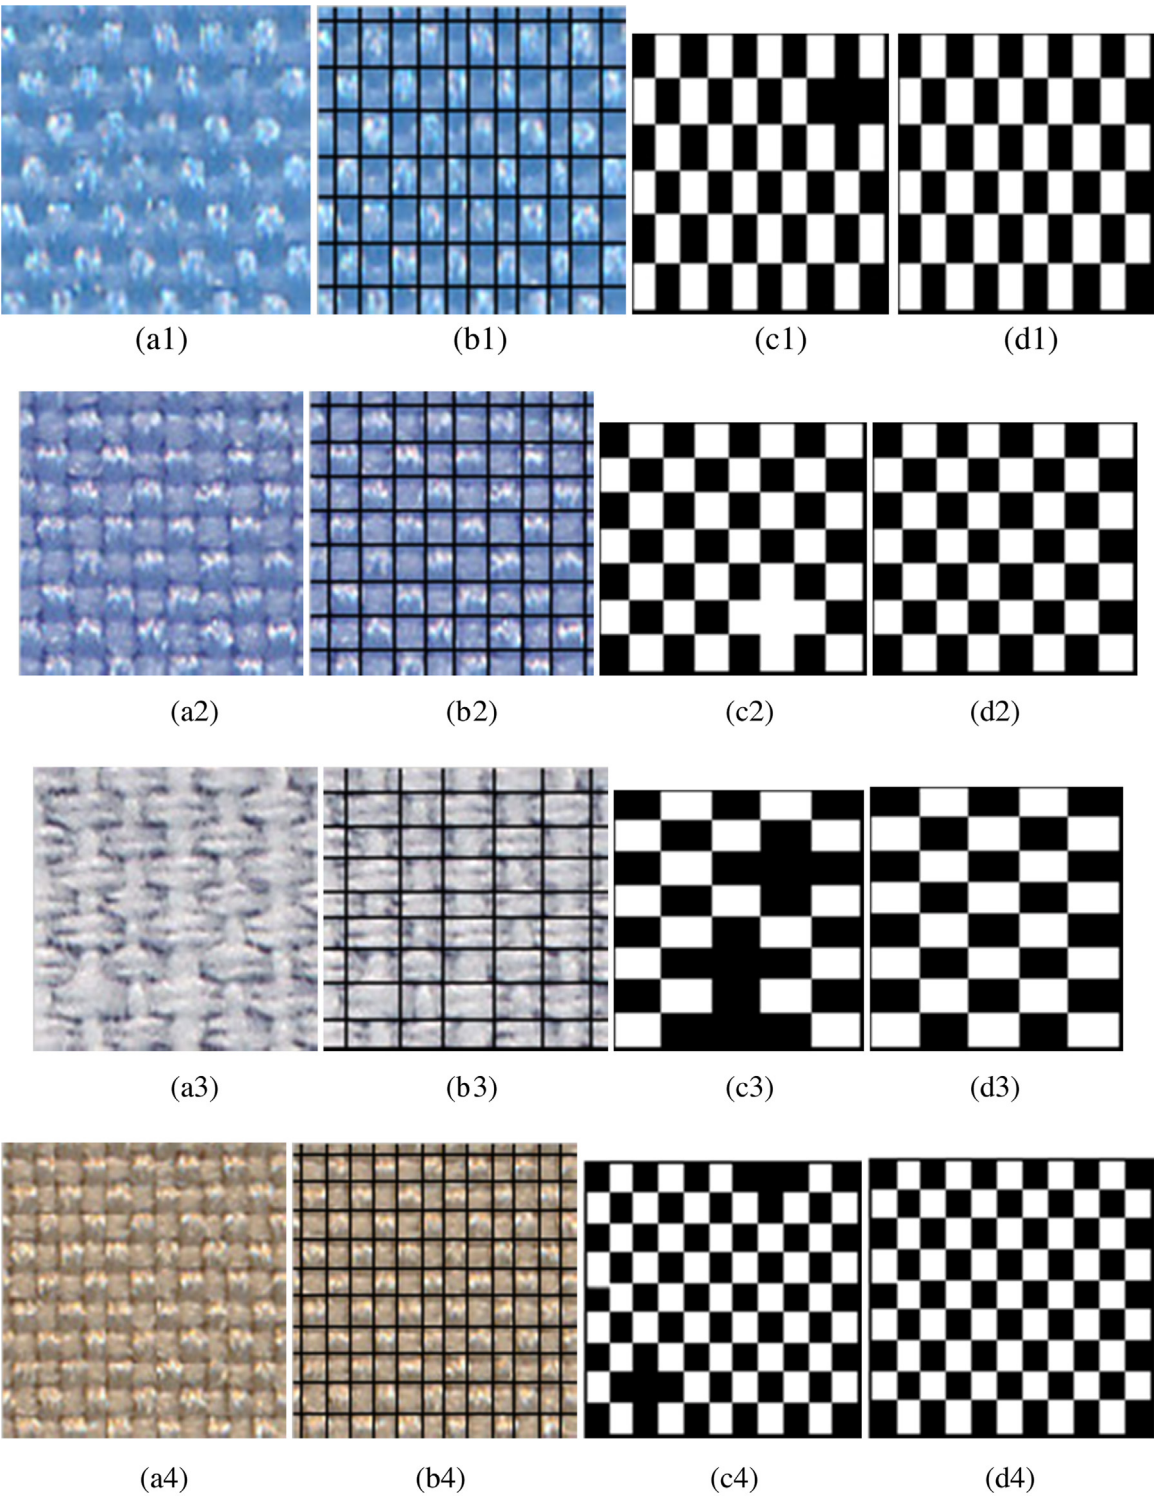 (a1) (b1) (c1) (d1)
(a2) (b2) (c2) (d2)
(a3) (b3) (c3) (d3)
(a4) (b4) (c4) (d4)